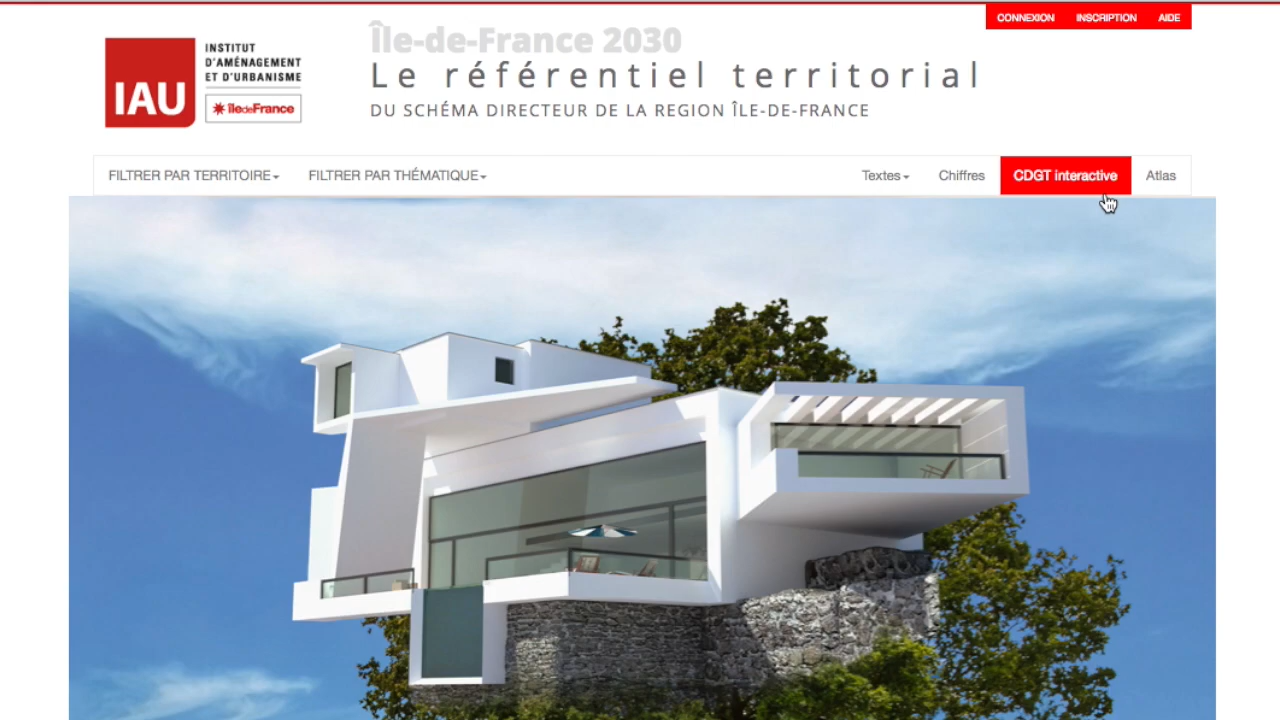 CONNEXION INSCRIPTION AIDE
IAU
INSTITUT
D'AMÉNAGEMENT
ET D'URBANISME
îledeFrance
Île-de-France 2030
Le référentiel territorial
DU SCHÉMA DIRECTEUR DE LA REGION ÎLE-DE-FRANCE
FILTRER PAR TERRITOIRE FILTRER PAR THÉMATIQUE Textes Chiffres CDGT interactive Atlas